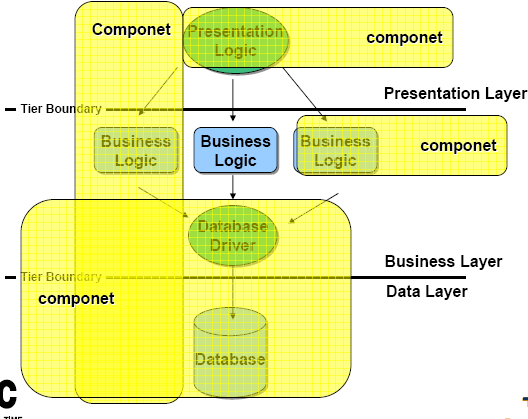 Componet
Presentation
Logic
componet
Presentation Layer
Tier Boundary
Business
Logic
Business
Logic
Business
Logic
componet
Database
Driver
Business Layer
Tier Boundary
Data Layer
componet
Database
C
TIME